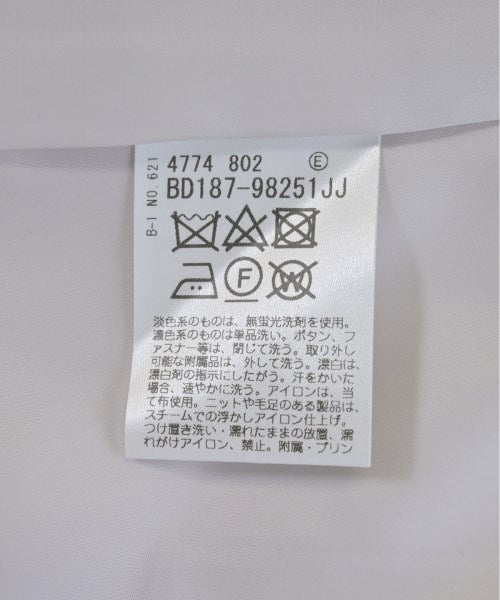 B-I NO.621
4774 802 Ⓔ
BD187-98251JJ
F W
淡色系のものは、無蛍光洗剤を使用。
濃色系のものは単品洗い。ボタン、フ
ァスナー等は、閉じて洗う。取り外し
可能な附属品は、外して洗う。漂白は、
漂白剤の指示にしたがう。汗をかいた
場合、速やかに洗う。アイロンは、当
て布使用。ニットや毛足のある製品は、
スチームでの浮かしアイロン仕上げ。
つけ置き洗い・濡れたままの放置、濡
れがけアイロン、禁止。附属・プリン